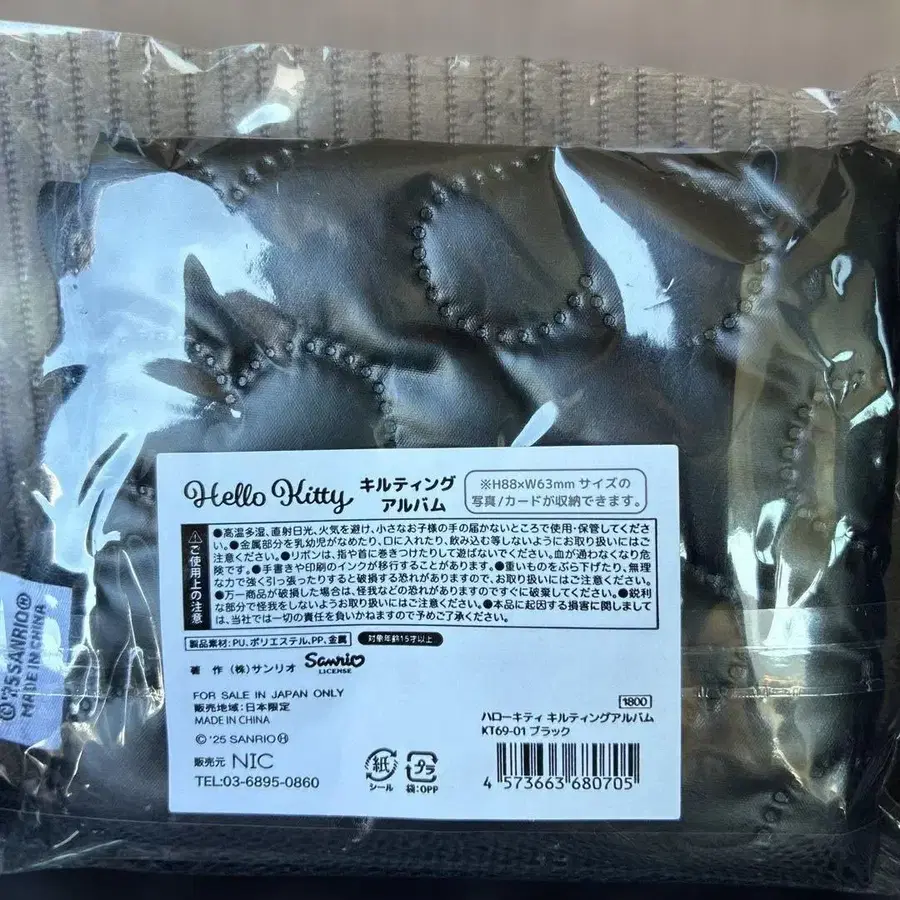 Hello Kitty キルティング
アルバム
※H88×W63mm サイズの
写真/カードが収納できます。
⚠ご使用上の注意
●高温多湿、直射日光、火気を避け、小さなお子様の手の届かないところで使用・保管してくださ
い。●金属部分を乳幼児がなめたり、口に入れたり、飲み込む等しないようにお取り扱いにはご
注意ください。●リボンは、指や首に巻きつけたりして遊ばないでください。血が通わなくなり危
険です。●手書きや印刷のインクが移行することがあります。●重いものをぶら下げたり、無理
な力で強く引っ張ったりすると破損する恐れがありますので、お取り扱いにはご注意ください。
●万一商品が破損した場合は、怪我などの恐れがありますのですぐに破棄してください。●鋭利
な部分で怪我をしないようお取り扱いにはご注意ください。●本品に起因する損害に関しまして
は、当社では一切の責任を負いかねますので予めご了承ください。
製品素材:PU、ポリエステル、PP、金属
対象年齢15才以上
著 作 (株)サンリオ
Sanrio
LICENSE
FOR SALE IN JAPAN ONLY
販売地域:日本限定
MADE IN CHINA
©'25 SANRIO Ⓗ
販売元 NIC
TEL:03-6895-0860
紙
シール
プラ
袋:OPP
1800
ハローキティ キルティングアルバム
KT69-01 ブラック
4 573663 680705
©'25 SANRIO®
MADE IN CHINA